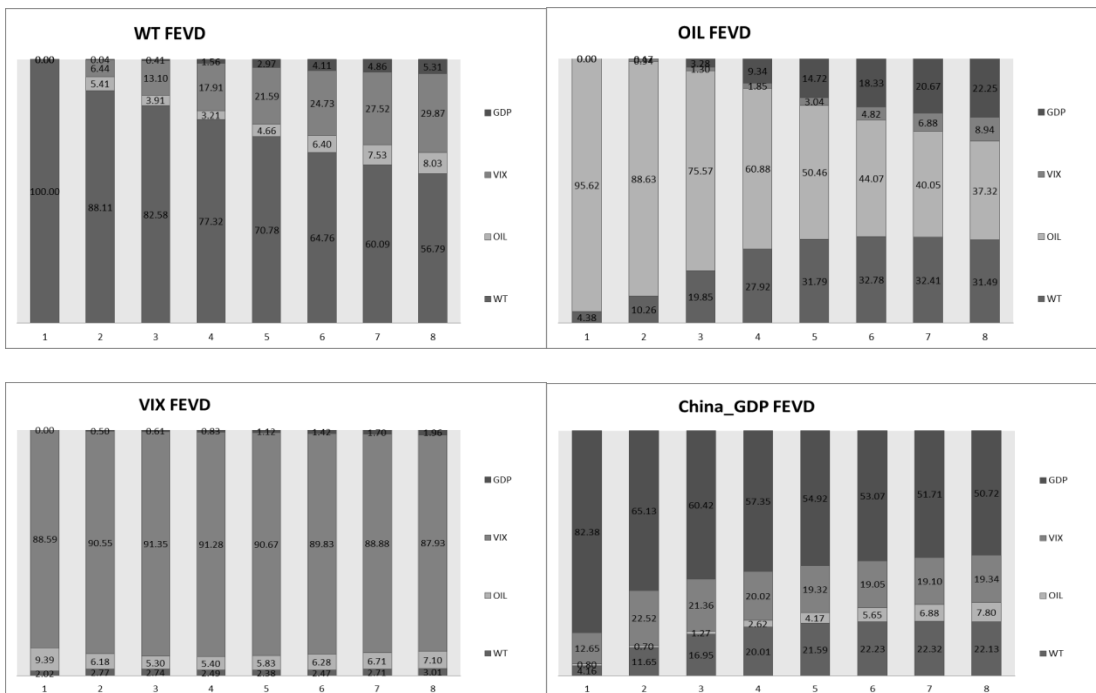 WT FEVD
0.00 0.04 0.41 1.56 2.97 4.11 4.86 5.31
6.44 13.10 17.91 21.59 24.73 27.52 29.87
5.41 3.91 3.21 4.66 6.40 7.53 8.03
100.00 88.11 82.58 77.32 70.78 64.76 60.09 56.79
1 2 3 4 5 6 7 8
GDP
VIX
OIL
WT
OIL FEVD
0.00 0.17 3.28 9.34 14.72 18.33 20.67 22.25
0.94 1.30 1.85 3.04 4.82 6.88 8.94
95.62 88.63 75.57 60.88 50.46 44.07 40.05 37.32
4.38 10.26 19.85 27.92 31.79 32.78 32.41 31.49
1 2 3 4 5 6 7 8
GDP
VIX
OIL
WT
VIX FEVD
0.00 0.50 0.61 0.83 1.12 1.42 1.70 1.96
88.59 90.55 91.35 91.28 90.67 89.83 88.88 87.93
9.39 6.18 5.30 5.40 5.83 6.28 6.71 7.10
2.02 2.77 2.74 2.49 2.38 2.47 2.71 3.01
1 2 3 4 5 6 7 8
GDP
VIX
OIL
WT
China_GDP FEVD
82.38 65.13 60.42 57.35 54.92 53.07 51.71 50.72
12.65 22.52 21.36 20.02 19.32 19.05 19.10 19.34
0.80 0.70 1.27 2.62 4.17 5.65 6.88 7.80
4.16 11.65 16.95 20.01 21.59 22.23 22.32 22.13
1 2 3 4 5 6 7 8
GDP
VIX
OIL
WT